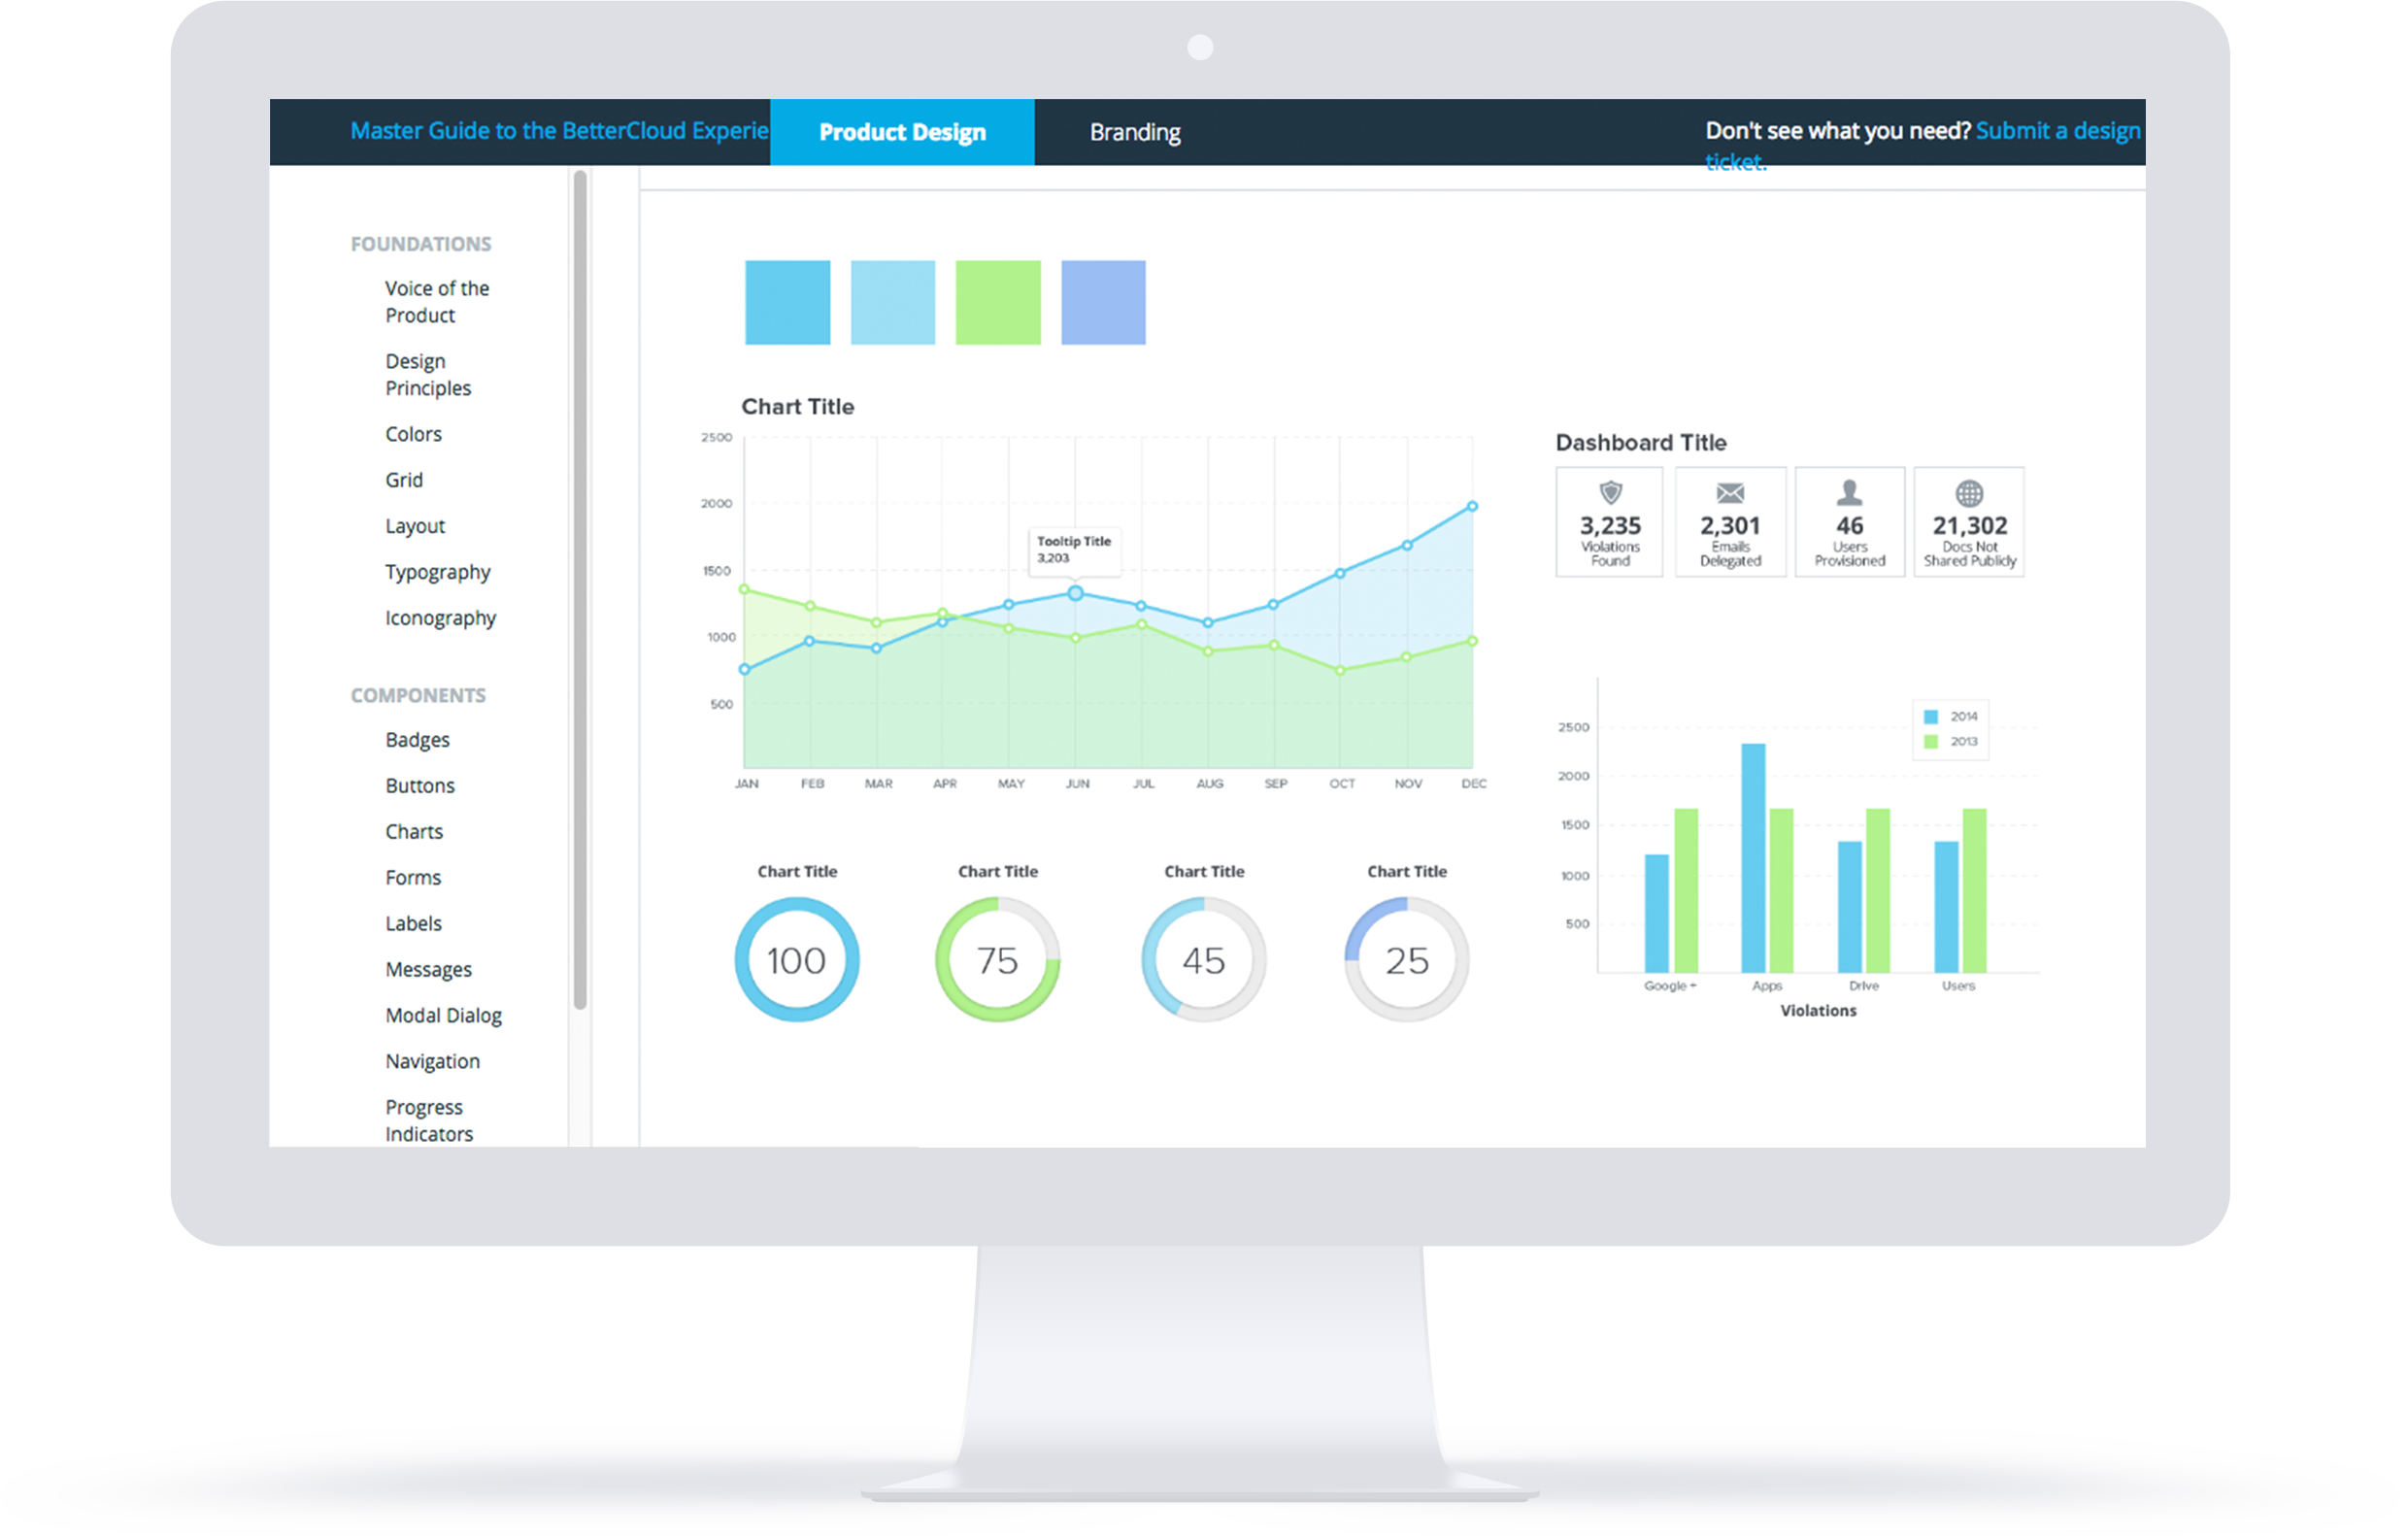 Master Guide to the BetterCloud Experie
Product Design
Branding
Don't see what you need? Submit a design
ticket.
FOUNDATIONS
Voice of the
Product
Design
Principles
Colors
Grid
Layout
Typography
Iconography
COMPONENTS
Badges
Buttons
Charts
Forms
Labels
Messages
Modal Dialog
Navigation
Progress
Indicators
Chart Title
2500
2000
1500
1000
500
Tooltip Title
3,203
JAN FEB MAR APR MAY JUN JUL AUG SEP OCT NOV DEC
Dashboard Title
3,235
Violations
Found
2,301
Emails
Delegated
46
Users
Provisioned
21,302
Docs Not
Shared Publicly
Chart Title
100
Chart Title
75
Chart Title
45
Chart Title
25
2014
2013
2500
2000
1500
1000
500
Google + Apps Drive Users
Violations